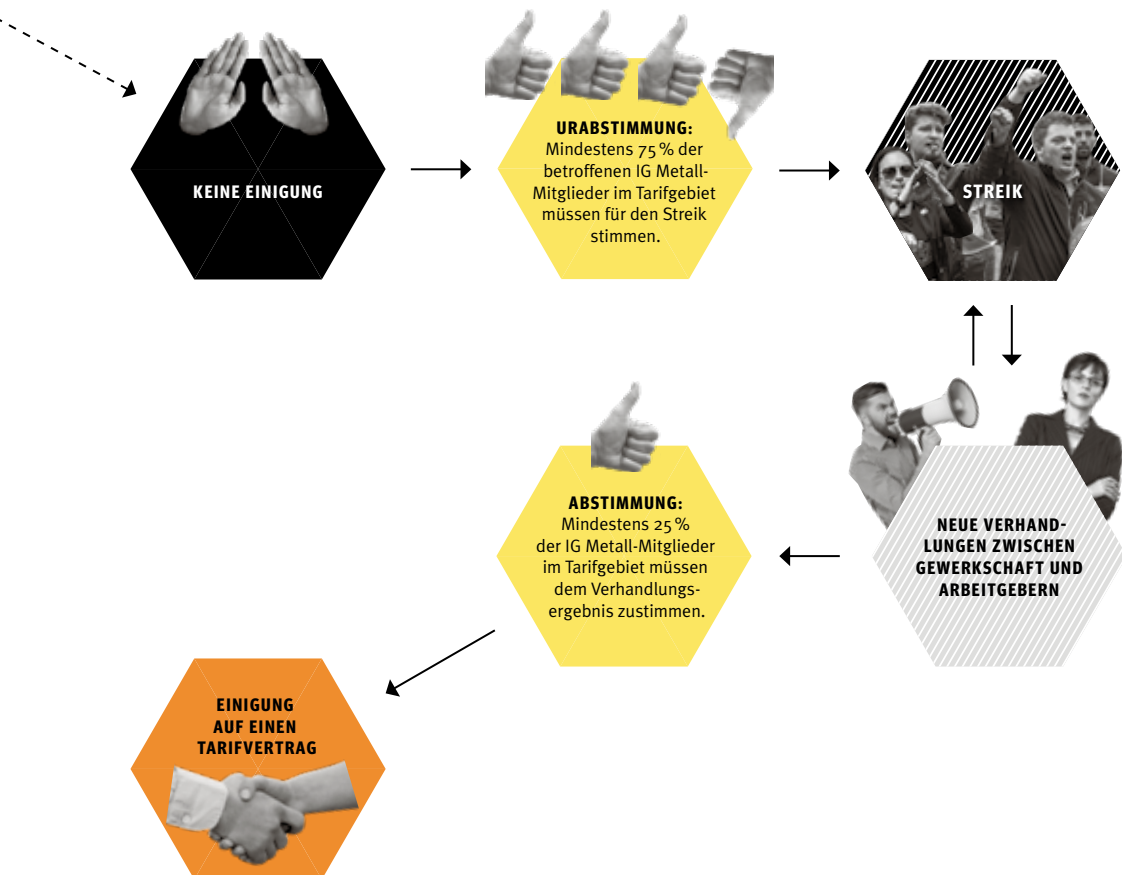 KEINE EINIGUNG
URABSTIMMUNG:
Mindestens 75 % der
betroffenen IG Metall-
Mitglieder im Tarifgebiet
müssen für den Streik
stimmen.
STREIK
NEUE VERHAND-
LUNGEN ZWISCHEN
GEWERKSCHAFT UND
ARBEITGEBERN
ABSTIMMUNG:
Mindestens 25 %
der IG Metall-Mitglieder
im Tarifgebiet müssen
dem Verhandlungs-
ergebnis zustimmen.
EINIGUNG
AUF EINEN
TARIFVERTRAG